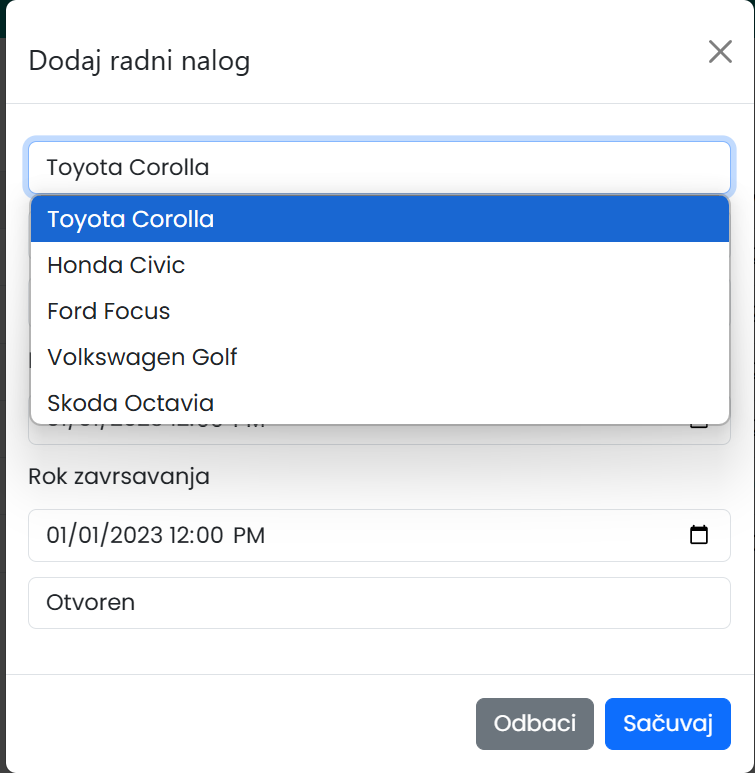 Dodaj radni nalog
Toyota Corolla
Toyota Corolla
Honda Civic
Ford Focus
Volkswagen Golf
Skoda Octavia
Rok zavrsavanja
01/01/2023 12:00 PM
Otvoren
Odbaci
Sačuvaj